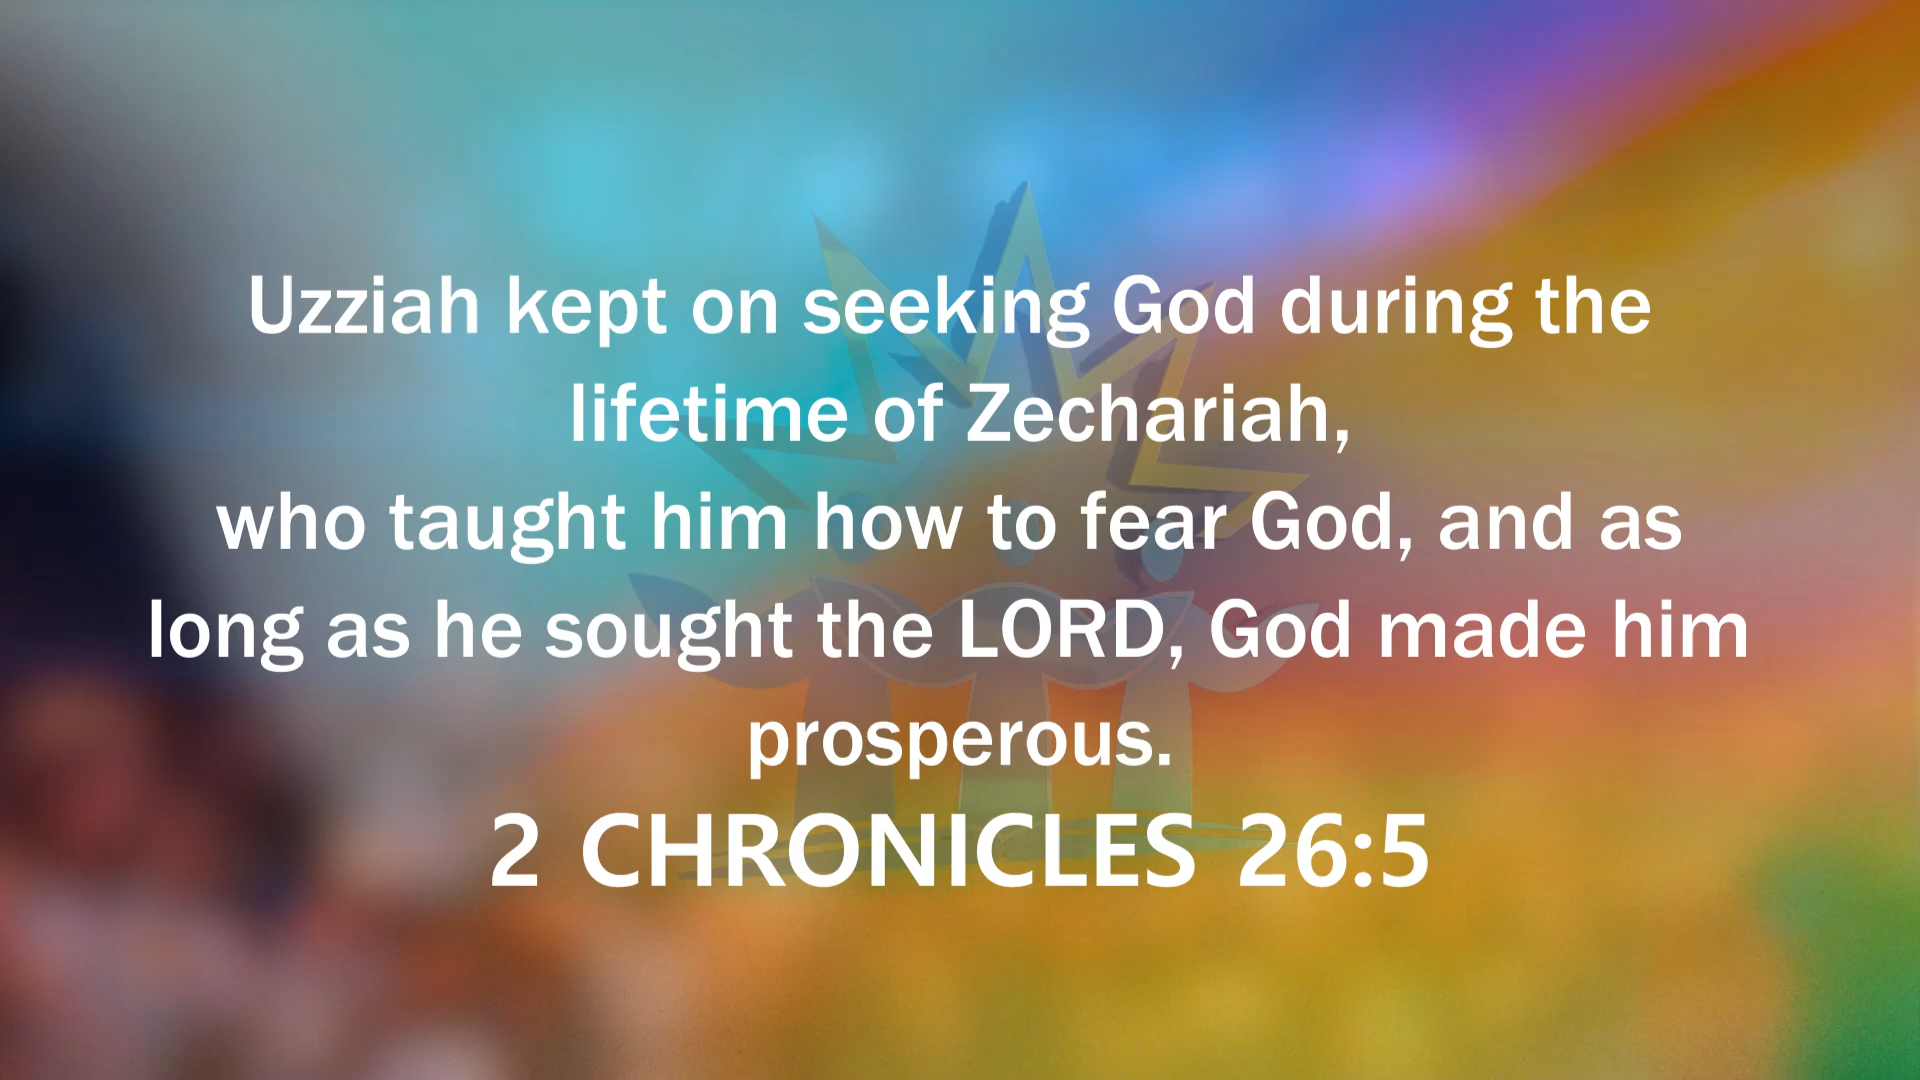 Uzziah kept on seeking God during the
lifetime of Zechariah,
who taught him how to fear God, and as
long as he sought the LORD, God made him
prosperous.
2 CHRONICLES 26:5